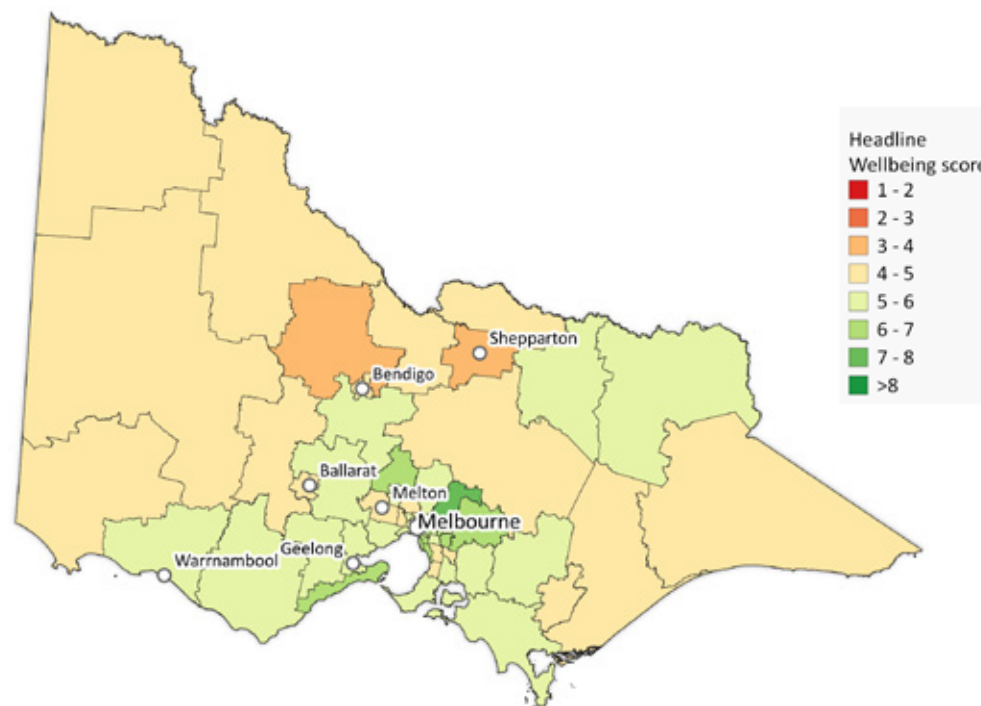 Headline
Wellbeing score
1 - 2
2 - 3
3 - 4
4 - 5
5 - 6
6 - 7
7 - 8
>8
Shepparton
Bendigo
Ballarat
Melton
Melbourne
Geelong
Warrnambool